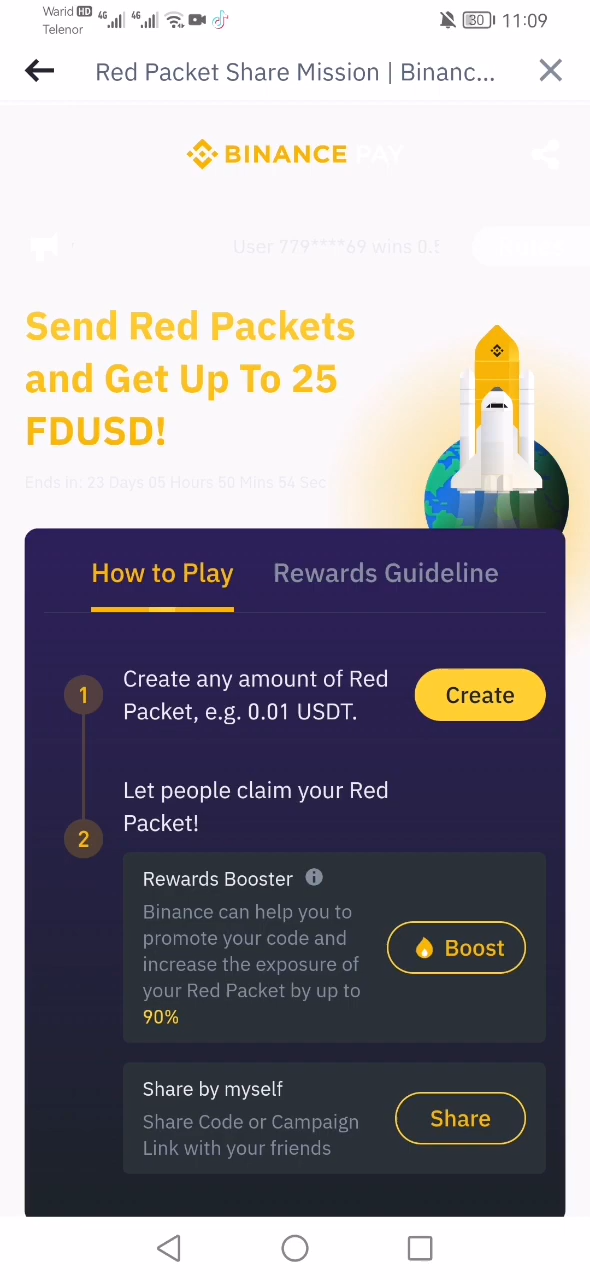 Warid HD 4G 4G 30 11:09
Telenor
Red Packet Share Mission | Binanc...
BINANCE PAY
User 779****69 wins 0.5
Send Red Packets
and Get Up To 25
FDUSD!
Ends in: 23 Days 05 Hours 50 Mins 54 Sec
How to Play Rewards Guideline
1
Create any amount of Red
Packet, e.g. 0.01 USDT.
Create
2
Let people claim your Red
Packet!
Rewards Booster
Binance can help you to
promote your code and
increase the exposure of
your Red Packet by up to
90%
Boost
Share by myself
Share Code or Campaign
Link with your friends
Share